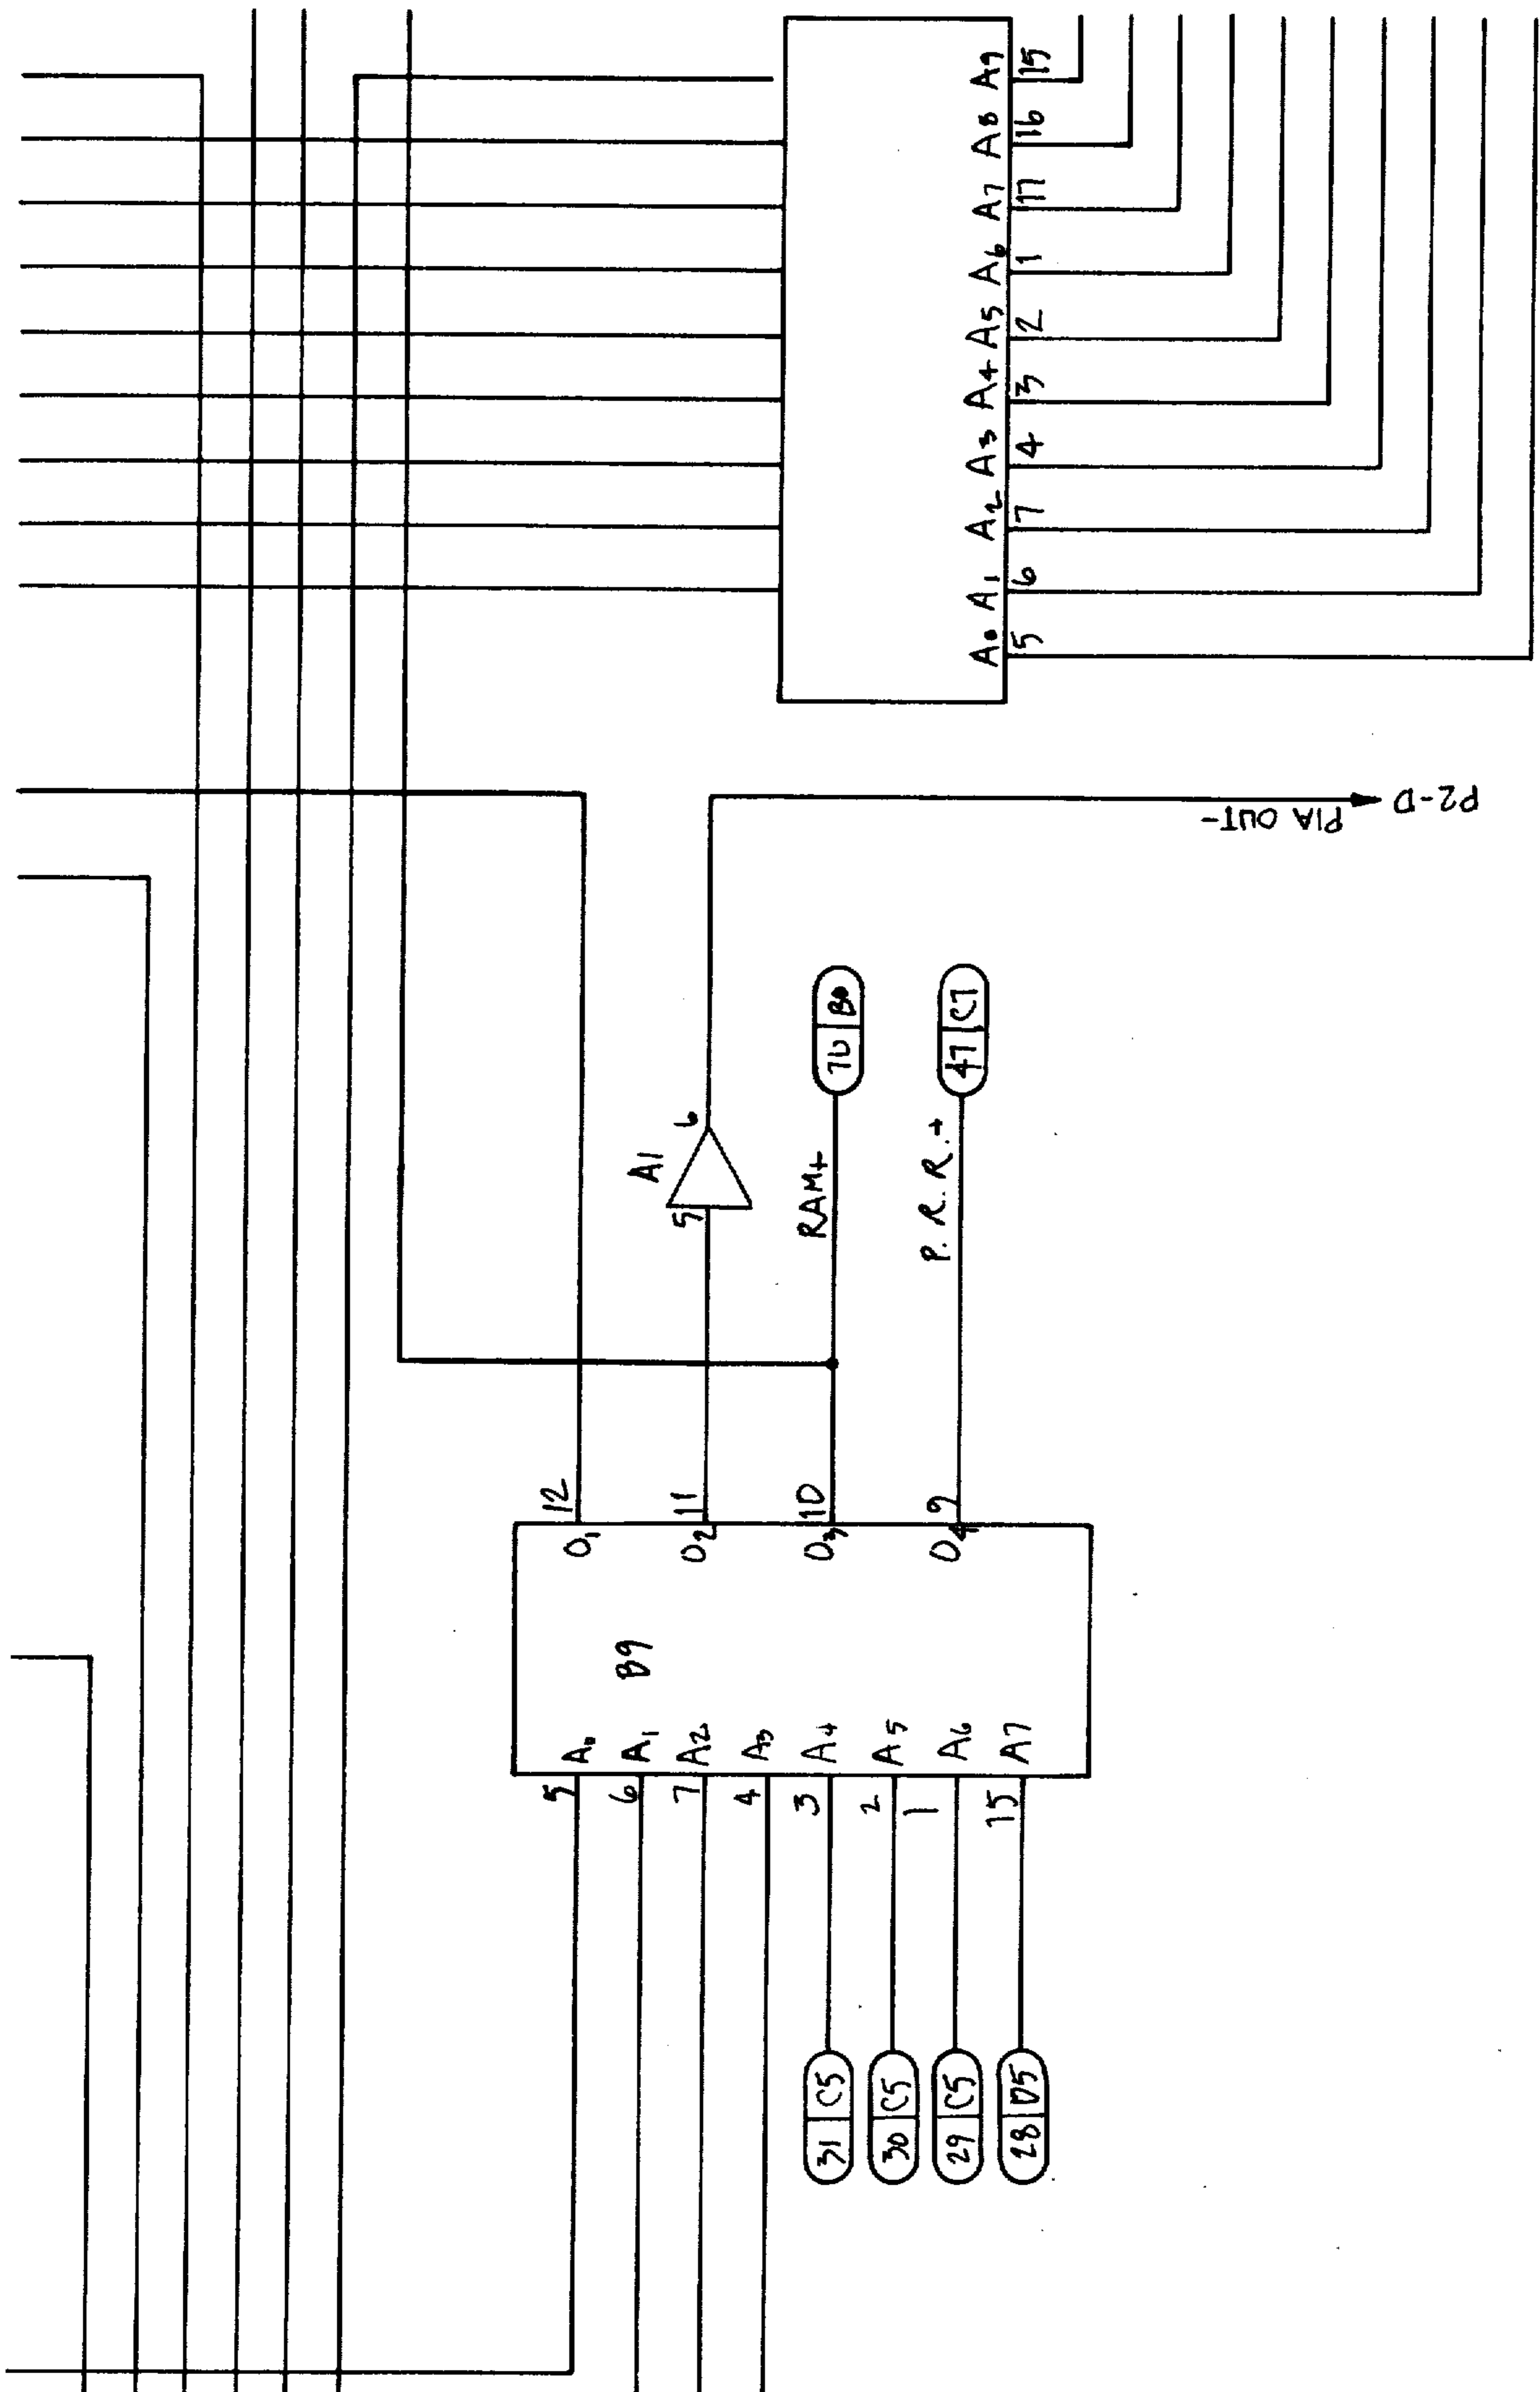 5 A0 O1 12
6 A1 B9
A1
5 6
7 A2 O2 11
4 A3
3 A4 O3 10 RAM+ 70 B0
31 C5
2 A5
30 C5
1 A6 O4 9 P.R.R.+ 47 C7
29 C5
15 A7
28 D5
A0 A1 A2 A3 A4 A5 A6 A7 A8 A9
5 6 7 4 3 2 1 17 16 15
PIA OUT-
P2-D